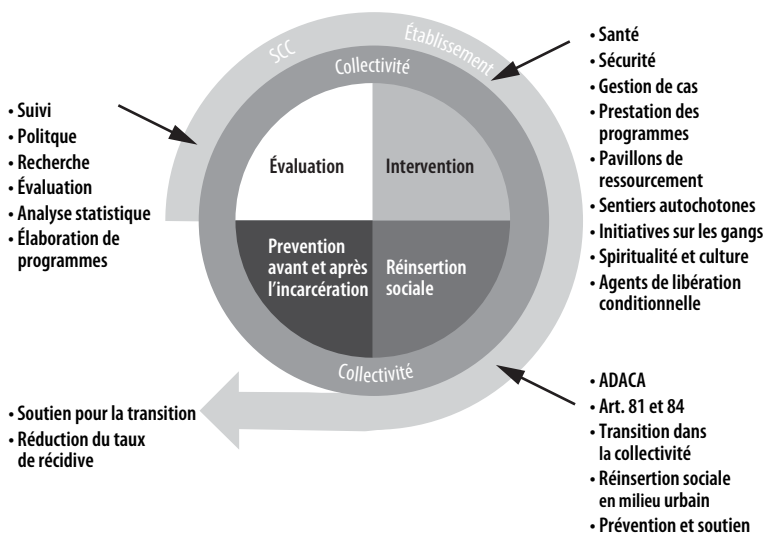 SCC
Établissement
Collectivité
• Suivi
• Politque
• Recherche
• Évaluation
• Analyse statistique
• Élaboration de
programmes
Évaluation
Intervention
Prevention
avant et après
l'incarcération
Réinsertion
sociale
• Santé
• Sécurité
• Gestion de cas
• Prestation des
programmes
• Pavillons de
ressourcement
• Sentiers autochotones
• Initiatives sur les gangs
• Spiritualité et culture
• Agents de libération
conditionnelle
Collectivité
• Soutien pour la transition
• Réduction du taux
de récidive
• ADACA
• Art. 81 et 84
• Transition dans
la collectivité
• Réinsertion sociale
en milieu urbain
• Prévention et soutien